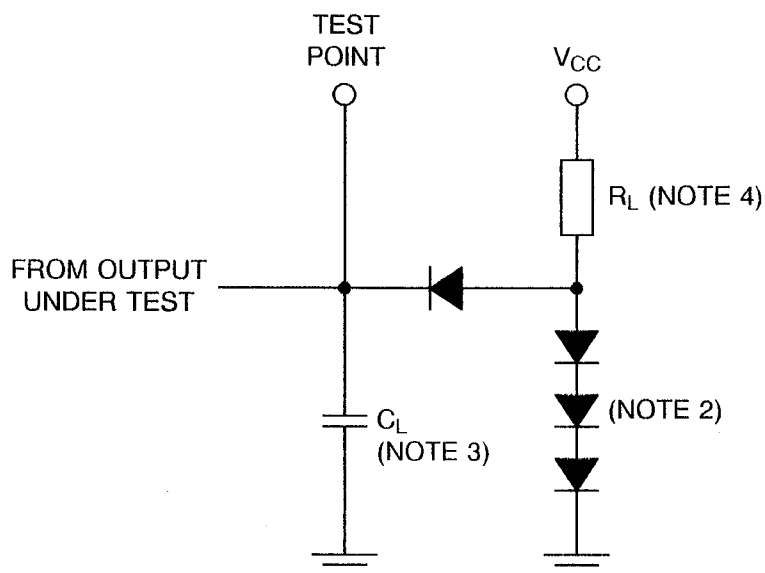 TEST
POINT
VCC
RL (NOTE 4)
FROM OUTPUT
UNDER TEST
(NOTE 2)
CL
(NOTE 3)